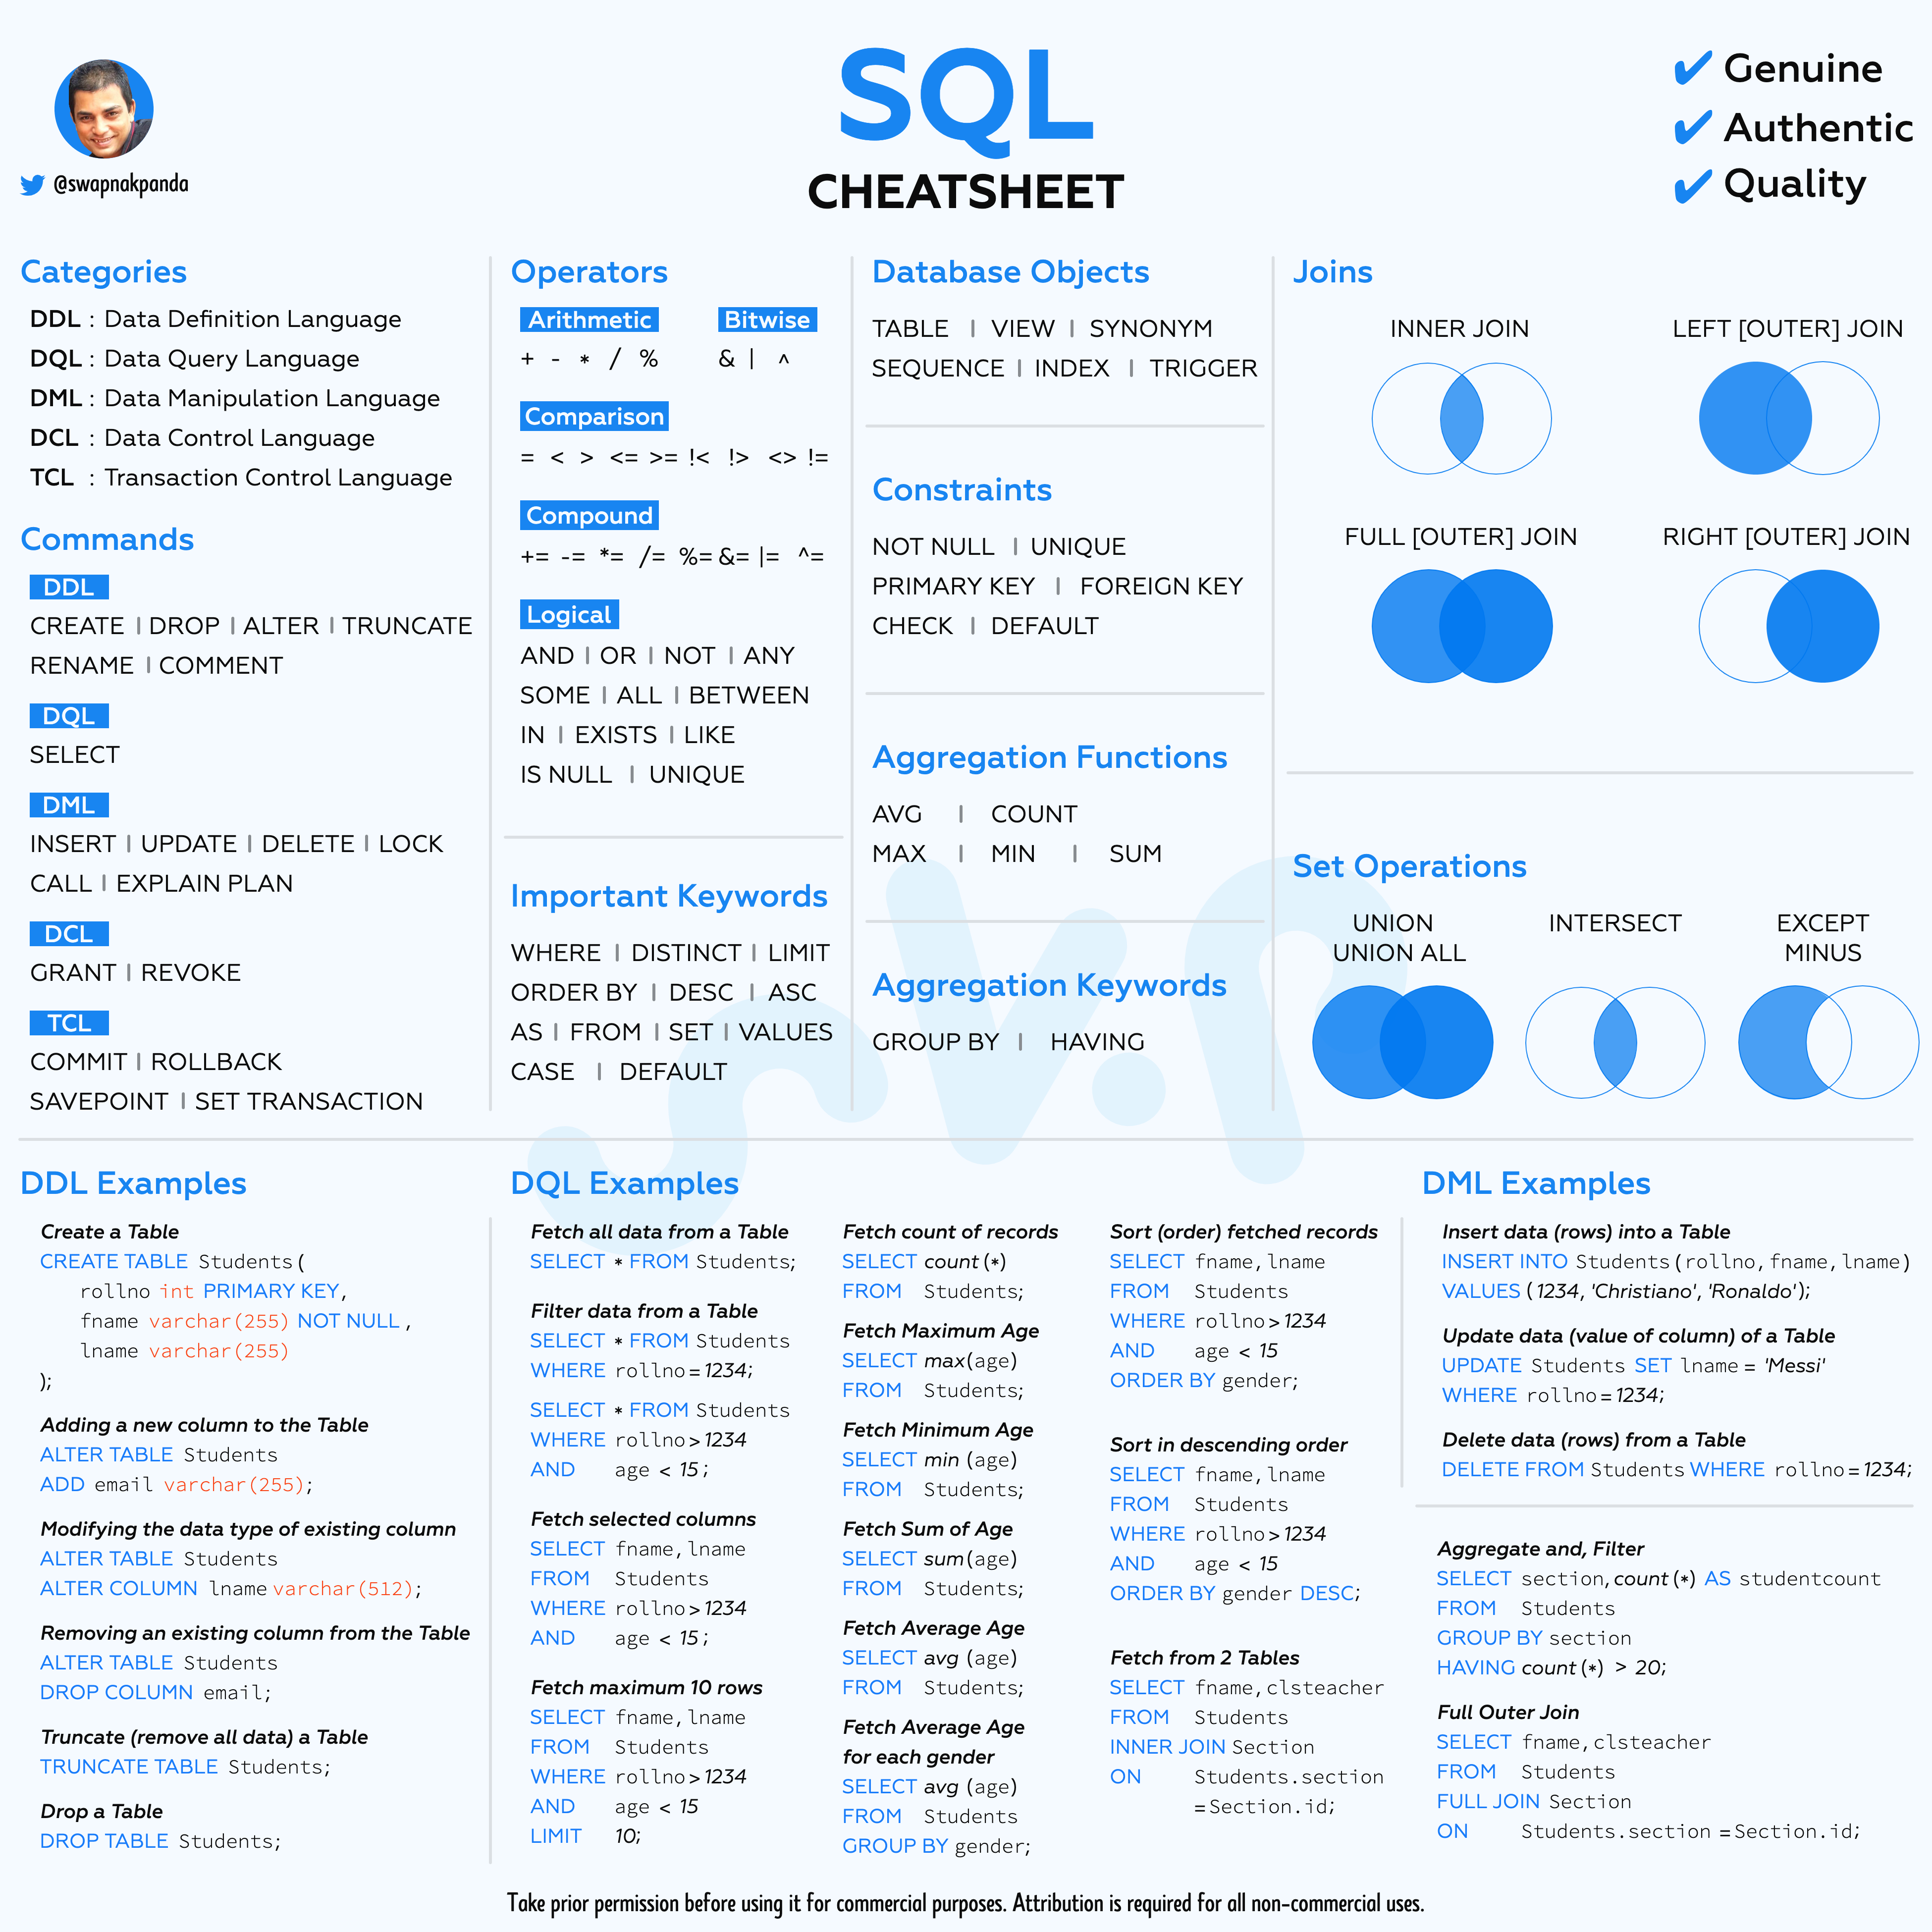 SQL
CHEATSHEET
@swapnakpanda
✔ Genuine
✔ Authentic
✔ Quality
Categories
DDL : Data Definition Language
DQL : Data Query Language
DML : Data Manipulation Language
DCL : Data Control Language
TCL : Transaction Control Language
Commands
DDL
CREATE | DROP | ALTER | TRUNCATE
RENAME | COMMENT
DQL
SELECT
DML
INSERT | UPDATE | DELETE | LOCK
CALL | EXPLAIN PLAN
DCL
GRANT | REVOKE
TCL
COMMIT | ROLLBACK
SAVEPOINT | SET TRANSACTION
Operators
Arithmetic
+ - * / %
Bitwise
& | ^
Comparison
= < > <= >= !< !> <> !=
Compound
+= -= *= /= %= &= |= ^=
Logical
AND | OR | NOT | ANY
SOME | ALL | BETWEEN
IN | EXISTS | LIKE
IS NULL | UNIQUE
Important Keywords
WHERE | DISTINCT | LIMIT
ORDER BY | DESC | ASC
AS | FROM | SET | VALUES
CASE | DEFAULT
Database Objects
TABLE | VIEW | SYNONYM
SEQUENCE | INDEX | TRIGGER
Constraints
NOT NULL | UNIQUE
PRIMARY KEY | FOREIGN KEY
CHECK | DEFAULT
Aggregation Functions
AVG | COUNT
MAX | MIN | SUM
Aggregation Keywords
GROUP BY | HAVING
Joins
INNER JOIN
LEFT [OUTER] JOIN
FULL [OUTER] JOIN
RIGHT [OUTER] JOIN
Set Operations
UNION
UNION ALL
INTERSECT
EXCEPT
MINUS
svp
DDL Examples
Create a Table
CREATE TABLE Students (
rollno int PRIMARY KEY,
fname varchar(255) NOT NULL ,
lname varchar(255)
);
Adding a new column to the Table
ALTER TABLE Students
ADD email varchar(255);
Modifying the data type of existing column
ALTER TABLE Students
ALTER COLUMN lname varchar(512);
Removing an existing column from the Table
ALTER TABLE Students
DROP COLUMN email;
Truncate (remove all data) a Table
TRUNCATE TABLE Students;
Drop a Table
DROP TABLE Students;
DQL Examples
Fetch all data from a Table
SELECT * FROM Students;
Filter data from a Table
SELECT * FROM Students
WHERE rollno = 1234;
SELECT * FROM Students
WHERE rollno > 1234
AND age < 15 ;
Fetch selected columns
SELECT fname, lname
FROM Students
WHERE rollno > 1234
AND age < 15 ;
Fetch maximum 10 rows
SELECT fname, lname
FROM Students
WHERE rollno > 1234
AND age < 15
LIMIT 10;
Fetch count of records
SELECT count (*)
FROM Students;
Fetch Maximum Age
SELECT max(age)
FROM Students;
Fetch Minimum Age
SELECT min (age)
FROM Students;
Fetch Sum of Age
SELECT sum(age)
FROM Students;
Fetch Average Age
SELECT avg (age)
FROM Students;
Fetch Average Age
for each gender
SELECT avg (age)
FROM Students
GROUP BY gender;
Sort (order) fetched records
SELECT fname, lname
FROM Students
WHERE rollno > 1234
AND age < 15
ORDER BY gender;
Sort in descending order
SELECT fname, lname
FROM Students
WHERE rollno > 1234
AND age < 15
ORDER BY gender DESC;
Fetch from 2 Tables
SELECT fname, clsteacher
FROM Students
INNER JOIN Section
ON Students.section
= Section.id;
DML Examples
Insert data (rows) into a Table
INSERT INTO Students ( rollno, fname, lname )
VALUES ( 1234, 'Christiano', 'Ronaldo' );
Update data (value of column) of a Table
UPDATE Students SET lname = 'Messi'
WHERE rollno = 1234;
Delete data (rows) from a Table
DELETE FROM Students WHERE rollno = 1234;
Aggregate and, Filter
SELECT section, count (*) AS studentcount
FROM Students
GROUP BY section
HAVING count (*) > 20;
Full Outer Join
SELECT fname, clsteacher
FROM Students
FULL JOIN Section
ON Students.section = Section.id;
Take prior permission before using it for commercial purposes. Attribution is required for all non-commercial uses.